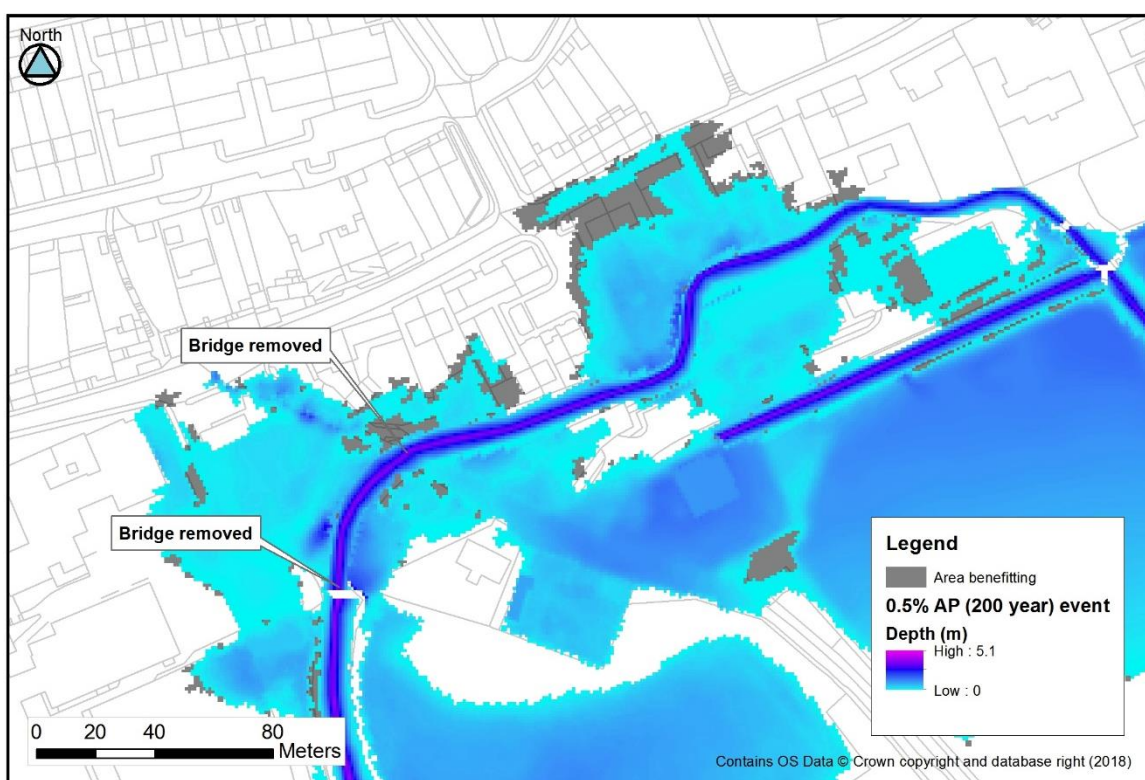 North
Bridge removed
Bridge removed
Legend
Area benefitting
0.5% AP (200 year) event
Depth (m)
High : 5.1
Low : 0
0 20 40 80
Meters
Contains OS Data © Crown copyright and database right (2018)